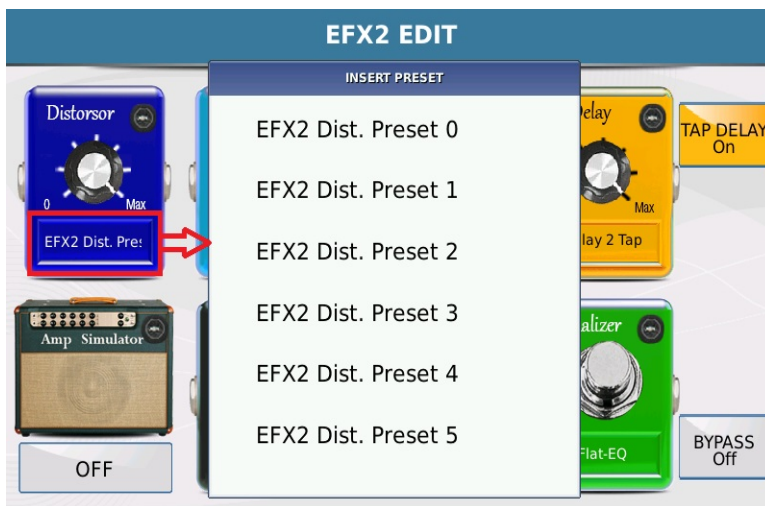 EFX2 EDIT
INSERT PRESET
Distorsor
0 Max
EFX2 Dist. Pres
EFX2 Dist. Preset 0
EFX2 Dist. Preset 1
EFX2 Dist. Preset 2
EFX2 Dist. Preset 3
EFX2 Dist. Preset 4
EFX2 Dist. Preset 5
elay
Max
lay 2 Tap
TAP DELAY
On
Amp Simulator
OFF
alizer
Flat-EQ
BYPASS
Off